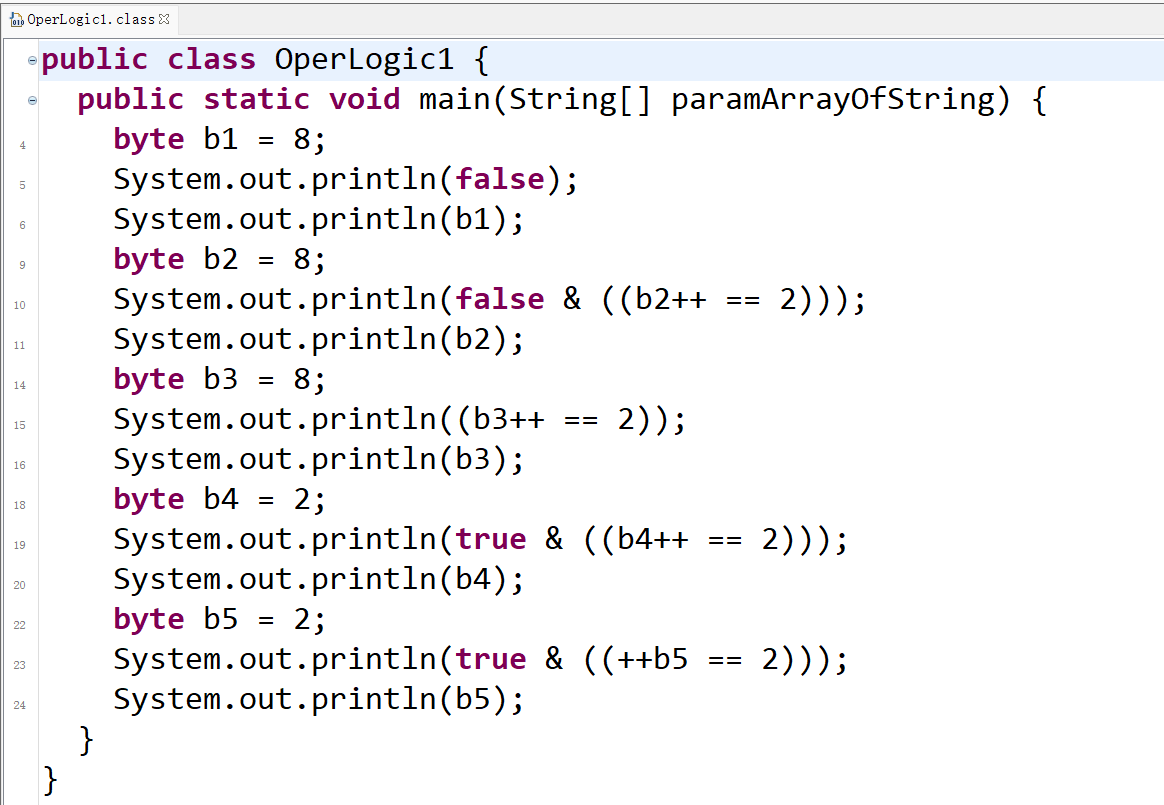 OperLogic1.class
public class OperLogic1 {
public static void main(String[] paramArrayOfString) {
4 byte b1 = 8;
5 System.out.println(false);
6 System.out.println(b1);
9 byte b2 = 8;
10 System.out.println(false & ((b2++ == 2)));
11 System.out.println(b2);
14 byte b3 = 8;
15 System.out.println((b3++ == 2));
16 System.out.println(b3);
18 byte b4 = 2;
19 System.out.println(true & ((b4++ == 2)));
20 System.out.println(b4);
22 byte b5 = 2;
23 System.out.println(true & ((++b5 == 2)));
24 System.out.println(b5);
}
}